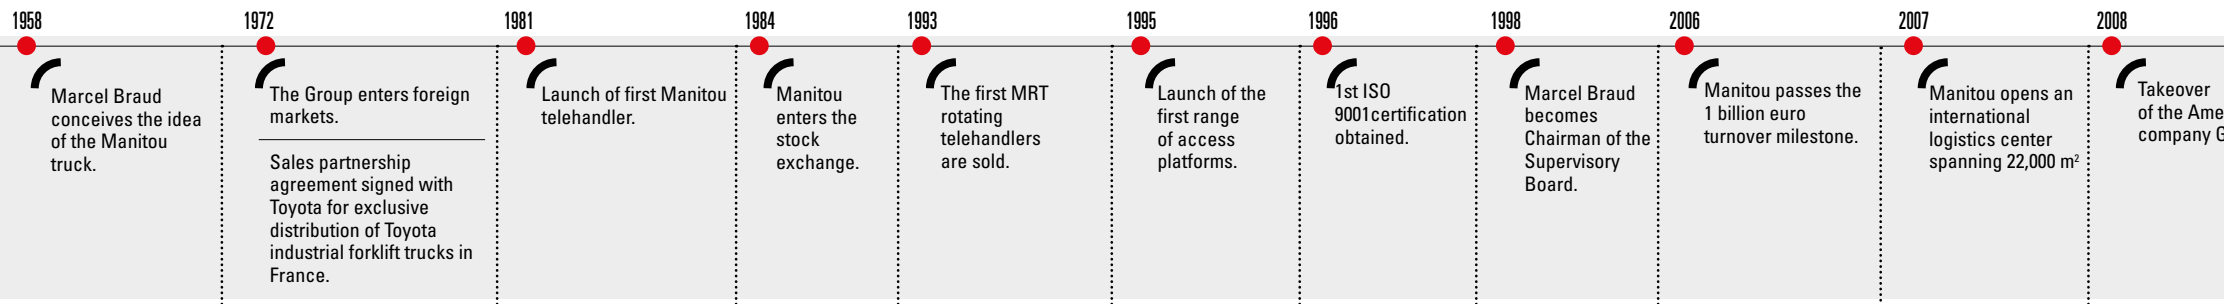 1958
Marcel Braud
conceives the idea
of the Manitou
truck.
1972
The Group enters foreign
markets.
Sales partnership
agreement signed with
Toyota for exclusive
distribution of Toyota
industrial forklift trucks in
France.
1981
Launch of first Manitou
telehandler.
1984
Manitou
enters the
stock
exchange.
1993
The first MRT
rotating
telehandlers
are sold.
1995
Launch of the
first range
of access
platforms.
1996
1st ISO
9001certification
obtained.
1998
Marcel Braud
becomes
Chairman of the
Supervisory
Board.
2006
Manitou passes the
1 billion euro
turnover milestone.
2007
Manitou opens an
international
logistics center
spanning 22,000 m²
2008
Takeover
of the
company